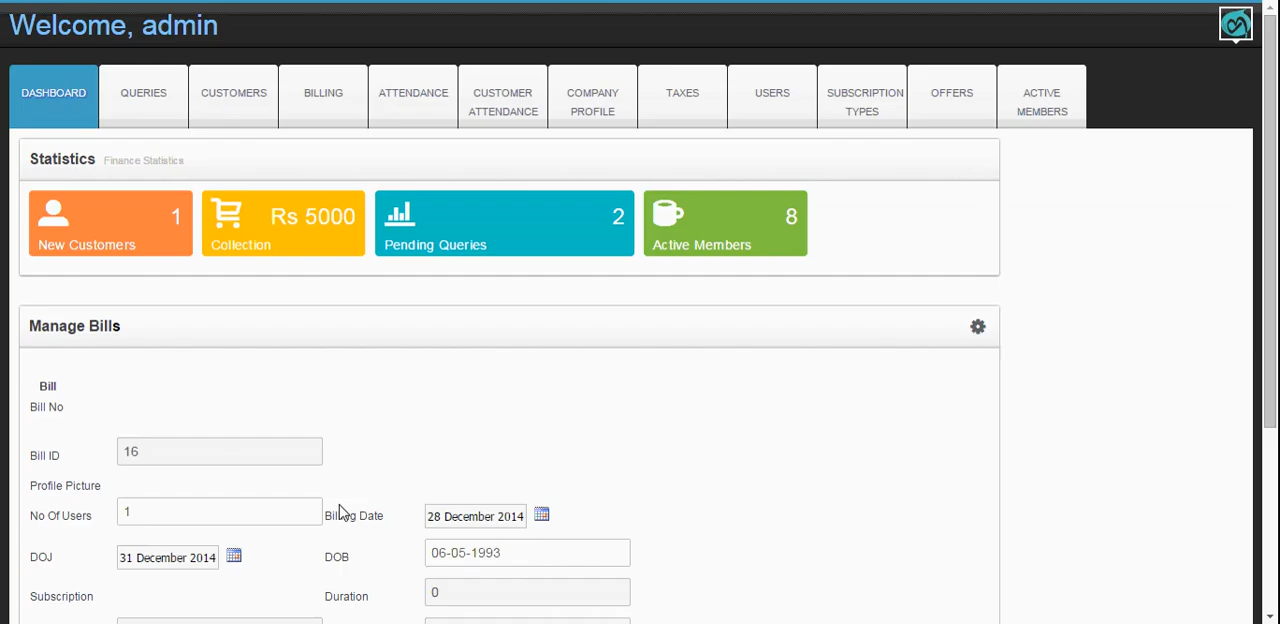 Welcome, admin
DASHBOARD QUERIES CUSTOMERS BILLING ATTENDANCE CUSTOMER ATTENDANCE COMPANY PROFILE TAXES USERS SUBSCRIPTION TYPES OFFERS ACTIVE MEMBERS
Statistics Finance Statistics
1 Rs 5000 2 8
New Customers Collection Pending Queries Active Members
Manage Bills
Bill
Bill No
Bill ID 16
Profile Picture
No Of Users 1 Billing Date 28 December 2014
DOJ 31 December 2014 DOB 06-05-1993
Subscription Duration 0